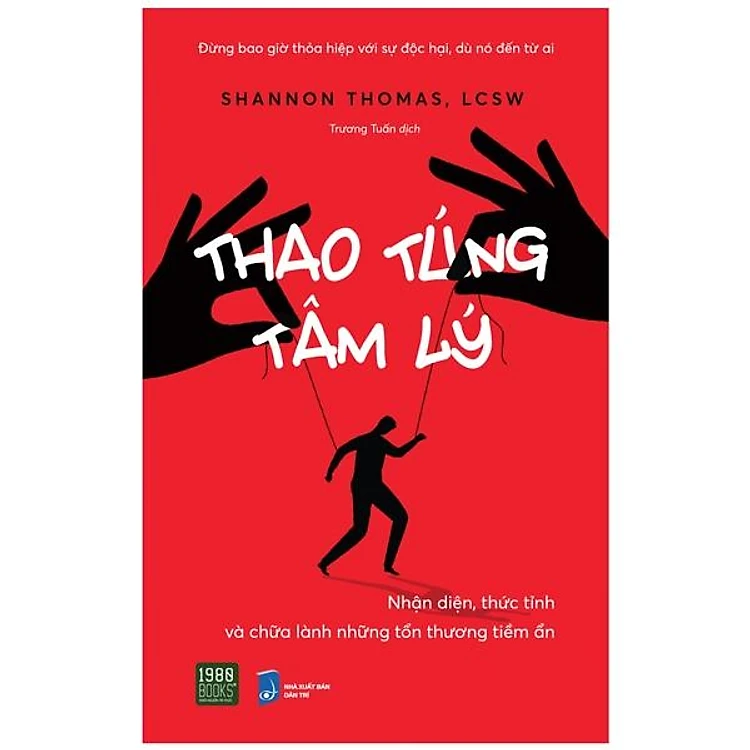 Đừng bao giờ thỏa hiệp với sự độc hại, dù nó đến từ ai
SHANNON THOMAS, LCSW
Trương Tuấn dịch
THAO TÚNG
TÂM LÝ
Nhận diện, thức tỉnh
và chữa lành những tổn thương tiềm ẩn
1980
BOOKS
NHÀ XUẤT BẢN
DÂN TRÍ